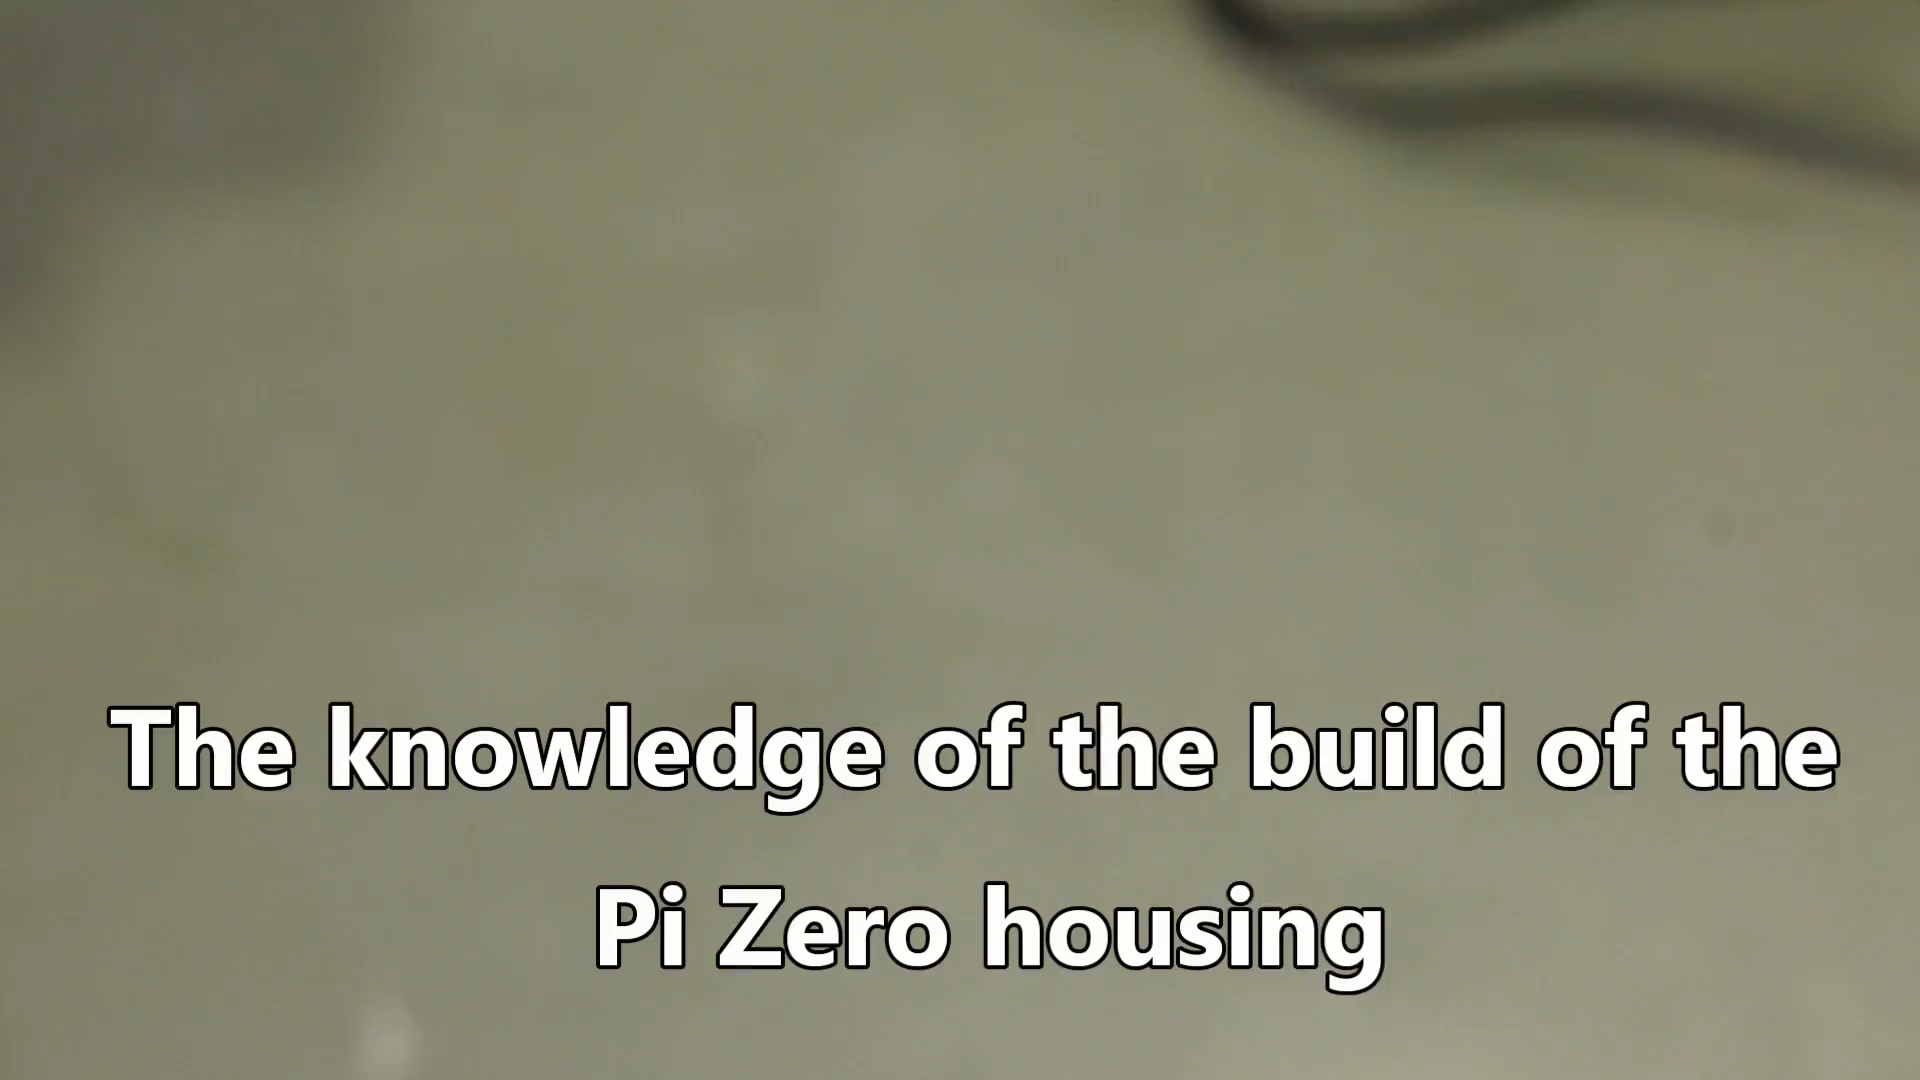 The knowledge of the build of the
Pi Zero housing